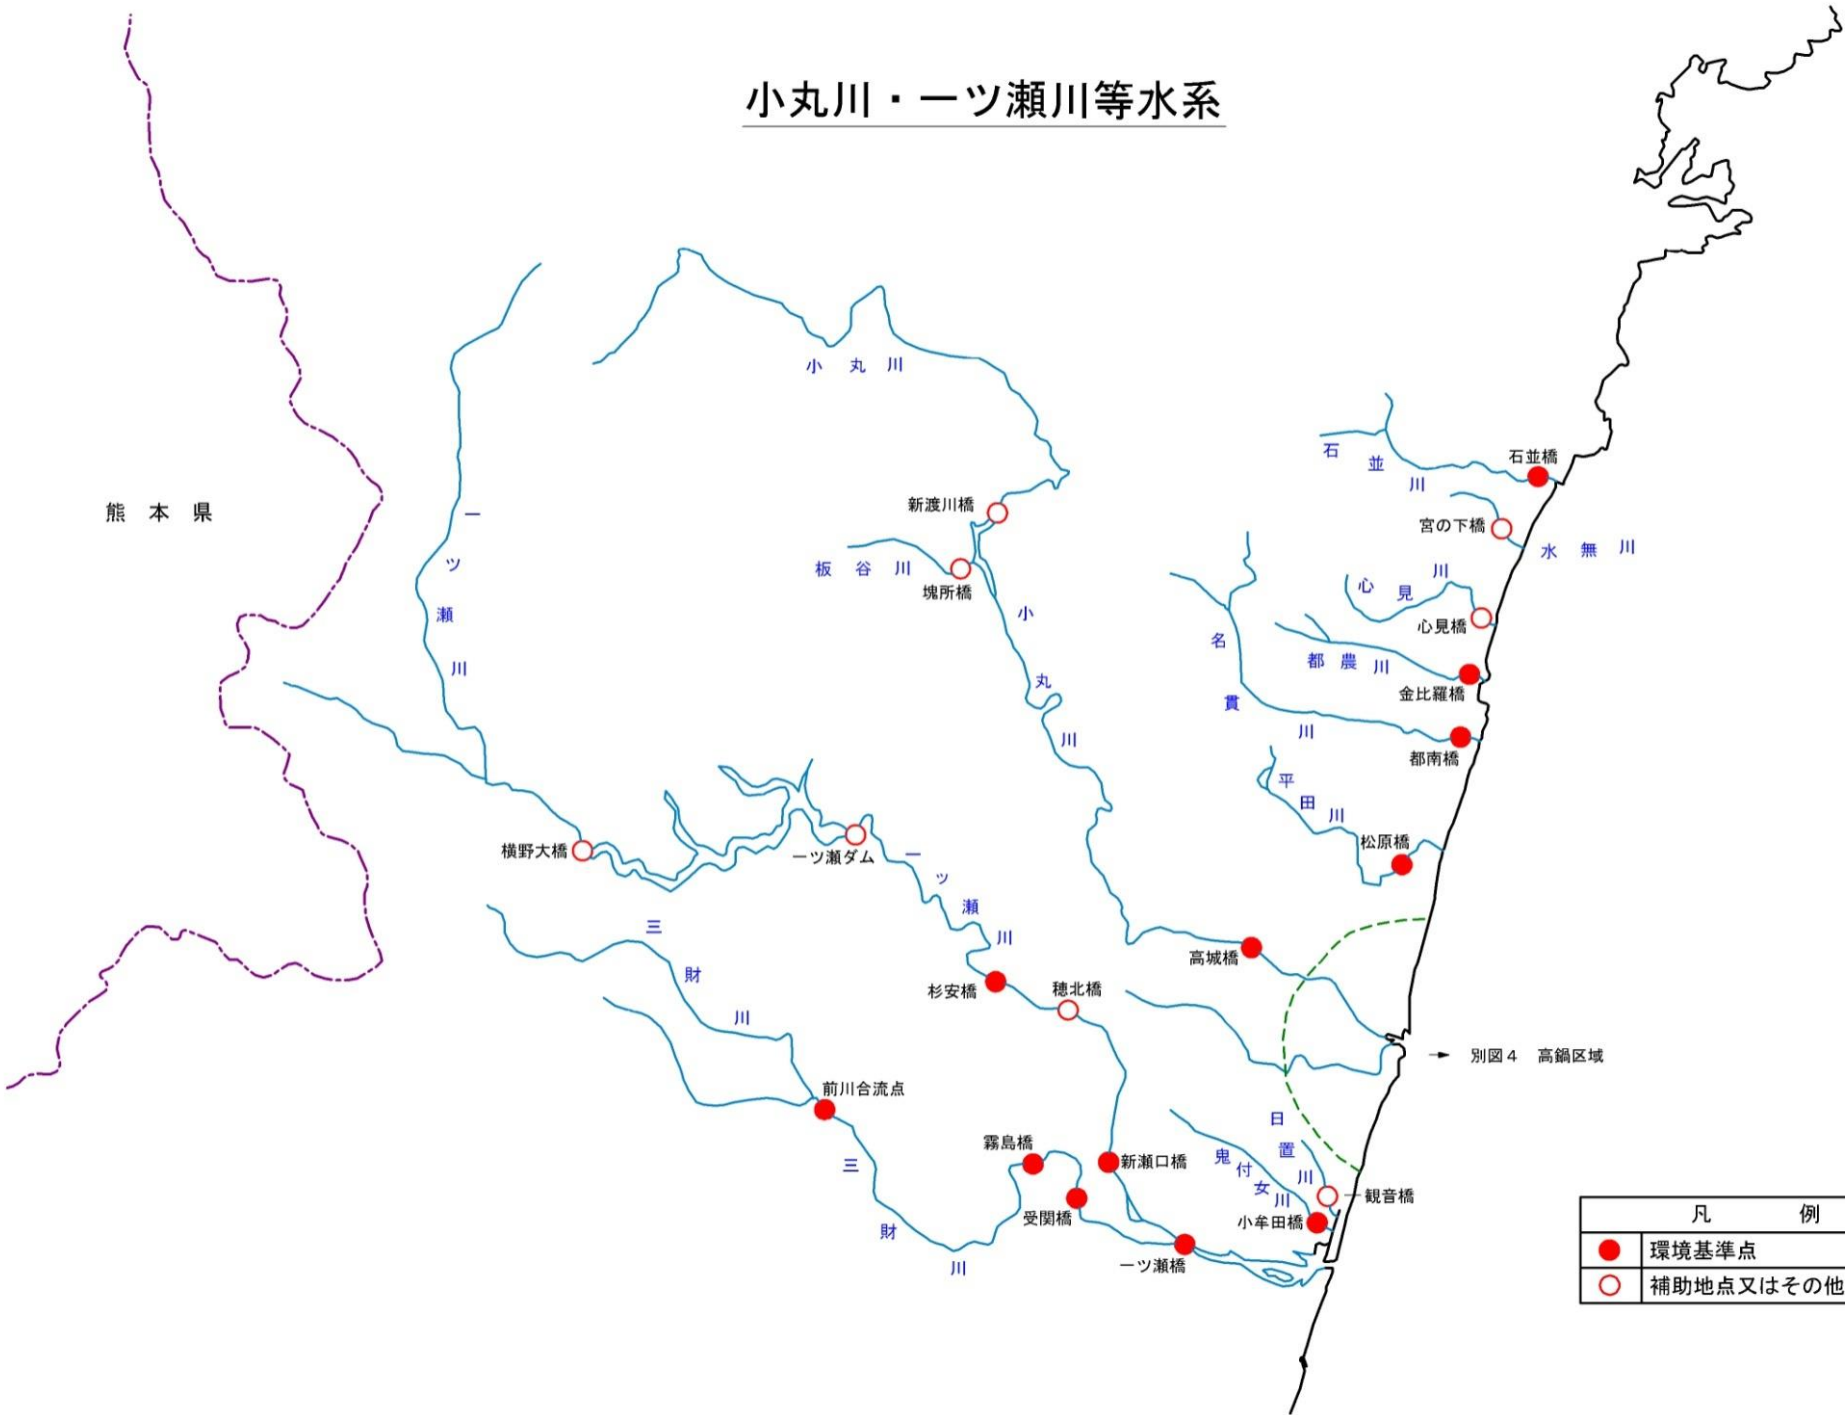 小丸川・一ツ瀬川等水系
熊本県
小丸川
一ツ瀬川
石並川
石並橋
新渡川橋
宮の下橋
水無川
板谷川
塊所橋
心見川
心見橋
小丸川
名貫川
都農川
金比羅橋
都南橋
平田川
松原橋
横野大橋
一ツ瀬ダム
一ツ瀬川
三財川
高城橋
杉安橋
穂北橋
別図4 高鍋区域
前川合流点
日置川
鬼付女川
霧島橋
新瀬口橋
三財川
観音橋
受関橋
小牟田橋
一ツ瀬橋
凡例
環境基準点
補助地点又はその他